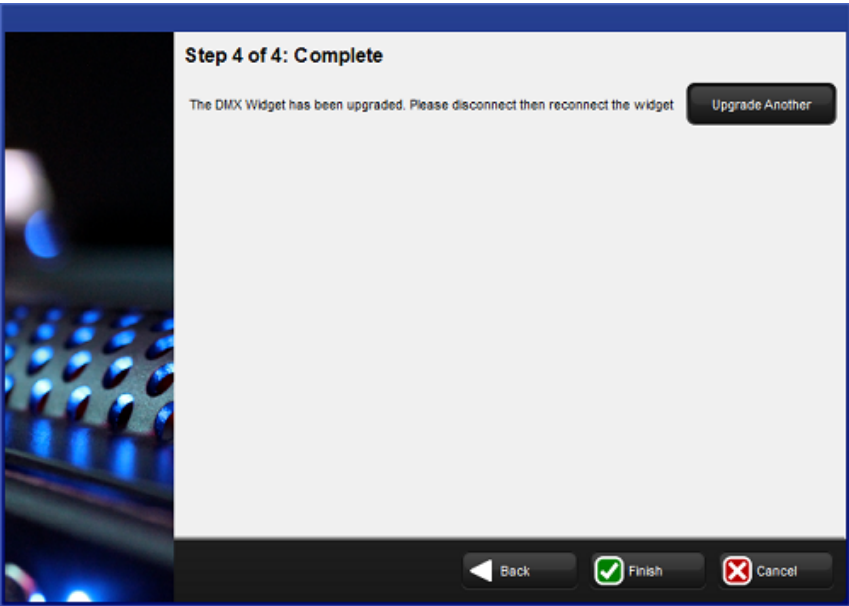 Step 4 of 4: Complete
The DMX Widget has been upgraded. Please disconnect then reconnect the widget
Upgrade Another
Back
Finish
Cancel